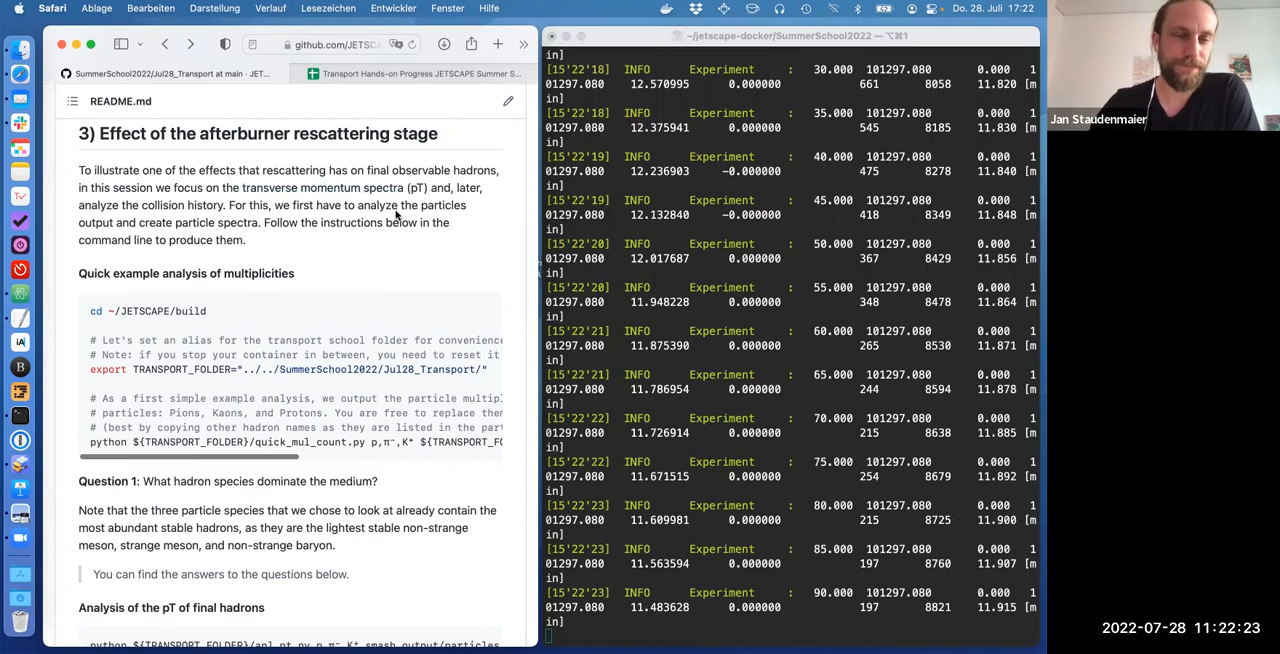 Safari Ablage Bearbeiten Darstellung Verlauf Lesezeichen Entwickler Fenster Hilfe Do. 28. Juli 17:22
github.com/JETSCA
SummerSchool2022/Jul28_Transport at main · JET...
Transport Hands-on Progress JETSCAPE Summer S...
README.md
3) Effect of the afterburner rescattering stage
To illustrate one of the effects that rescattering has on final observable hadrons,
in this session we focus on the transverse momentum spectra (pT) and, later,
analyze the collision history. For this, we first have to analyze the particles
output and create particle spectra. Follow the instructions below in the
command line to produce them.
Quick example analysis of multiplicities
cd ~/JETSCAPE/build
# Let's set an alias for the transport school folder for convenience
# Note: if you stop your container in between, you need to reset it
export TRANSPORT_FOLDER="../../SummerSchool2022/Jul28_Transport/"
# As a first simple example analysis, we output the particle multipl
# particles: Pions, Kaons, and Protons. You are free to replace them
# (best by copying other hadron names as they are listed in the part
python ${TRANSPORT_FOLDER}/quick_mul_count.py p,π⁻,K⁺ ${TRANSPORT_FO
Question 1: What hadron species dominate the medium?
Note that the three particle species that we chose to look at already contain the
most abundant stable hadrons, as they are the lightest stable non-strange
meson, strange meson, and non-strange baryon.
You can find the answers to the questions below.
Analysis of the pT of final hadrons
~/jetscape-docker/SummerSchool2022 — ⌥⌘1
in]
[15'22'18] INFO Experiment : 30.000 101297.080 0.000 1
01297.080 12.570995 0.000000 661 8058 11.820 [m
in]
[15'22'18] INFO Experiment : 35.000 101297.080 0.000 1
01297.080 12.375941 0.000000 545 8185 11.830 [m
in]
[15'22'19] INFO Experiment : 40.000 101297.080 0.000 1
01297.080 12.236903 -0.000000 475 8278 11.840 [m
in]
[15'22'19] INFO Experiment : 45.000 101297.080 0.000 1
01297.080 12.132840 -0.000000 418 8349 11.848 [m
in]
[15'22'20] INFO Experiment : 50.000 101297.080 0.000 1
01297.080 12.017687 0.000000 367 8429 11.856 [m
in]
[15'22'20] INFO Experiment : 55.000 101297.080 0.000 1
01297.080 11.948228 0.000000 348 8478 11.864 [m
in]
[15'22'21] INFO Experiment : 60.000 101297.080 0.000 1
01297.080 11.875390 0.000000 265 8530 11.871 [m
in]
[15'22'21] INFO Experiment : 65.000 101297.080 0.000 1
01297.080 11.786954 0.000000 244 8594 11.878 [m
in]
[15'22'22] INFO Experiment : 70.000 101297.080 0.000 1
01297.080 11.726914 0.000000 215 8638 11.885 [m
in]
[15'22'22] INFO Experiment : 75.000 101297.080 0.000 1
01297.080 11.671515 0.000000 254 8679 11.892 [m
in]
[15'22'23] INFO Experiment : 80.000 101297.080 0.000 1
01297.080 11.609981 0.000000 215 8725 11.900 [m
in]
[15'22'23] INFO Experiment : 85.000 101297.080 0.000 1
01297.080 11.563594 0.000000 197 8760 11.907 [m
in]
[15'22'23] INFO Experiment : 90.000 101297.080 0.000 1
01297.080 11.483628 0.000000 197 8821 11.915 [m
in]
Jan Staudenmaier
2022-07-28 11:22:23